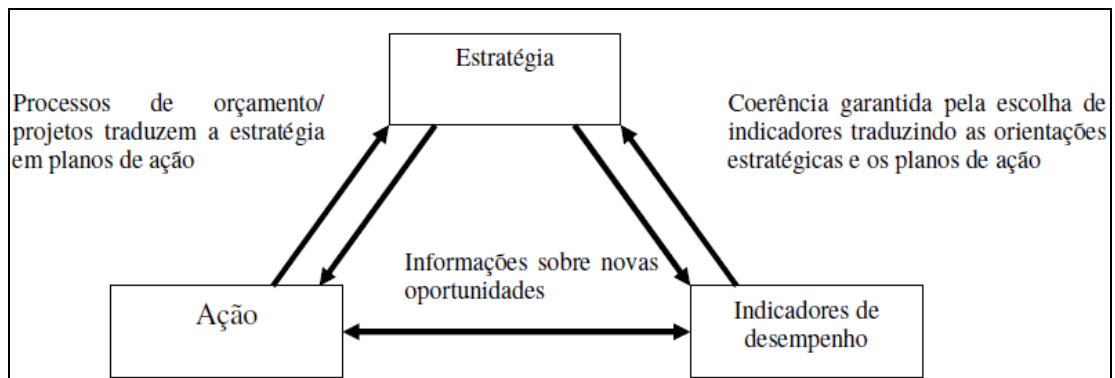 Estratégia
Processos de orçamento/
projetos traduzem a estratégia
em planos de ação
Coerência garantida pela escolha de
indicadores traduzindo as orientações
estratégicas e os planos de ação
Informações sobre novas
oportunidades
Ação
Indicadores de
desempenho